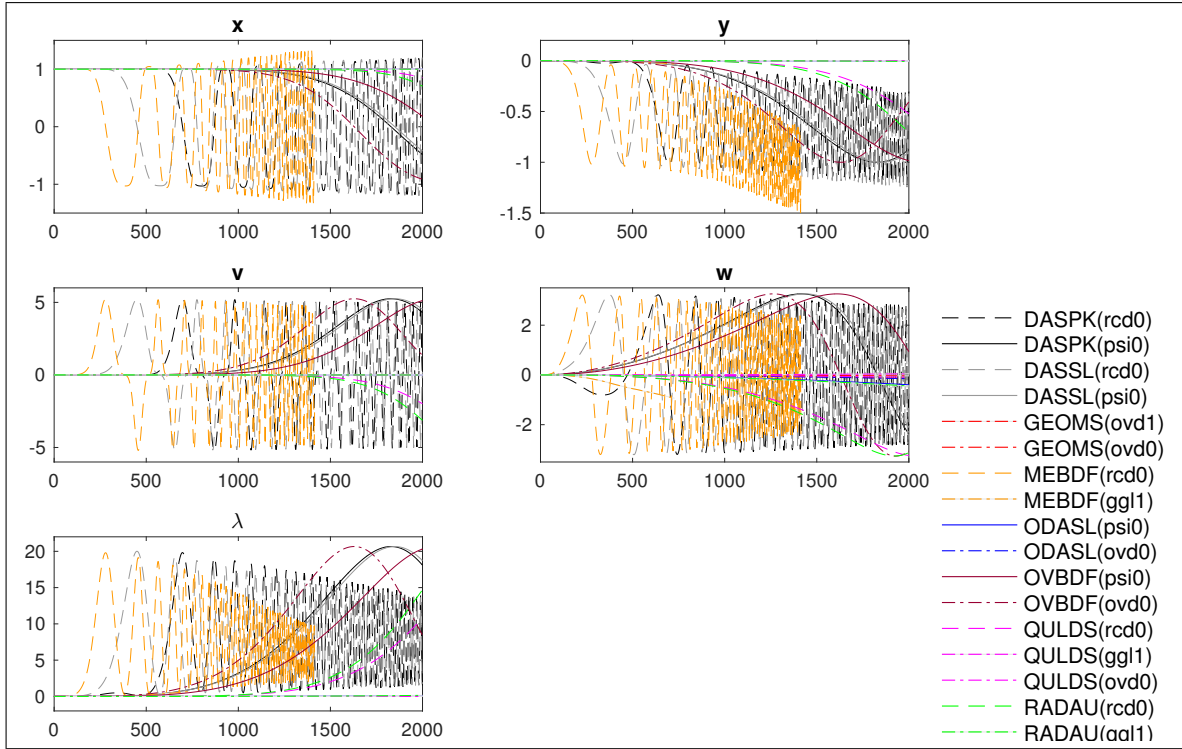 x
y
1
0
-1
0 500 1000 1500 2000
0
-0.5
-1
-1.5
0 500 1000 1500 2000
v
w
5
0
-5
0 500 1000 1500 2000
2
0
-2
0 500 1000 1500 2000
λ
20
15
10
5
0
0 500 1000 1500 2000
DASPK(rcd0)
DASPK(psi0)
DASSL(rcd0)
DASSL(psi0)
GEOMS(ovd1)
GEOMS(ovd0)
MEBDF(rcd0)
MEBDF(ggl1)
ODASL(psi0)
ODASL(ovd0)
OVBDF(psi0)
OVBDF(ovd0)
QULDS(rcd0)
QULDS(ggl1)
QULDS(ovd0)
RADAU(rcd0)
RADAU(ggl1)